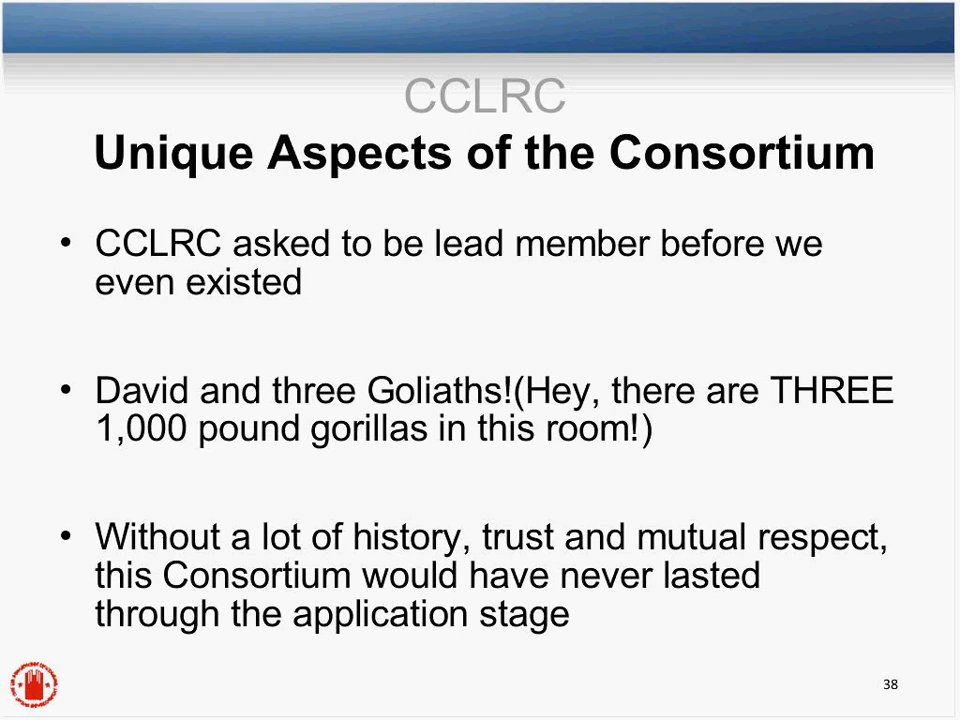 CCLRC
Unique Aspects of the Consortium
• CCLRC asked to be lead member before we
even existed
• David and three Goliaths!(Hey, there are THREE
1,000 pound gorillas in this room!)
• Without a lot of history, trust and mutual respect,
this Consortium would have never lasted
through the application stage
38